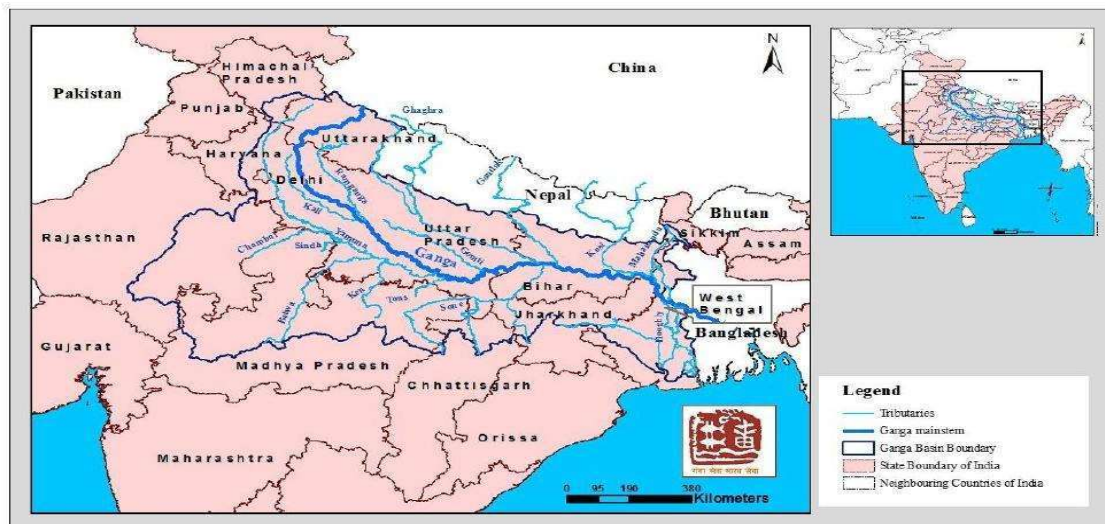 N
Himachal
Pradesh
China
Pakistan
Punjab
Ghaghra
Uttarakhand
Haryana
Delhi
Ramganga
Gandak
Nepal
Bhutan
Kali
Uttar
Pradesh
Sikkim
Rajasthan
Chambal
Sindh
Yamuna
Ganga
Gomti
Kosi
Mahananda
Assam
Betwa
Ken
Tons
Sone
Bihar
West
Bengal
Jharkhand
Hooghly
Bangladesh
Gujarat
Madhya Pradesh
Chhattisgarh
Orissa
Maharashtra
0 95 190 380
Kilometers
Legend
Tributaries
Ganga mainstem
Ganga Basin Boundary
State Boundary of India
Neighbouring Countries of India